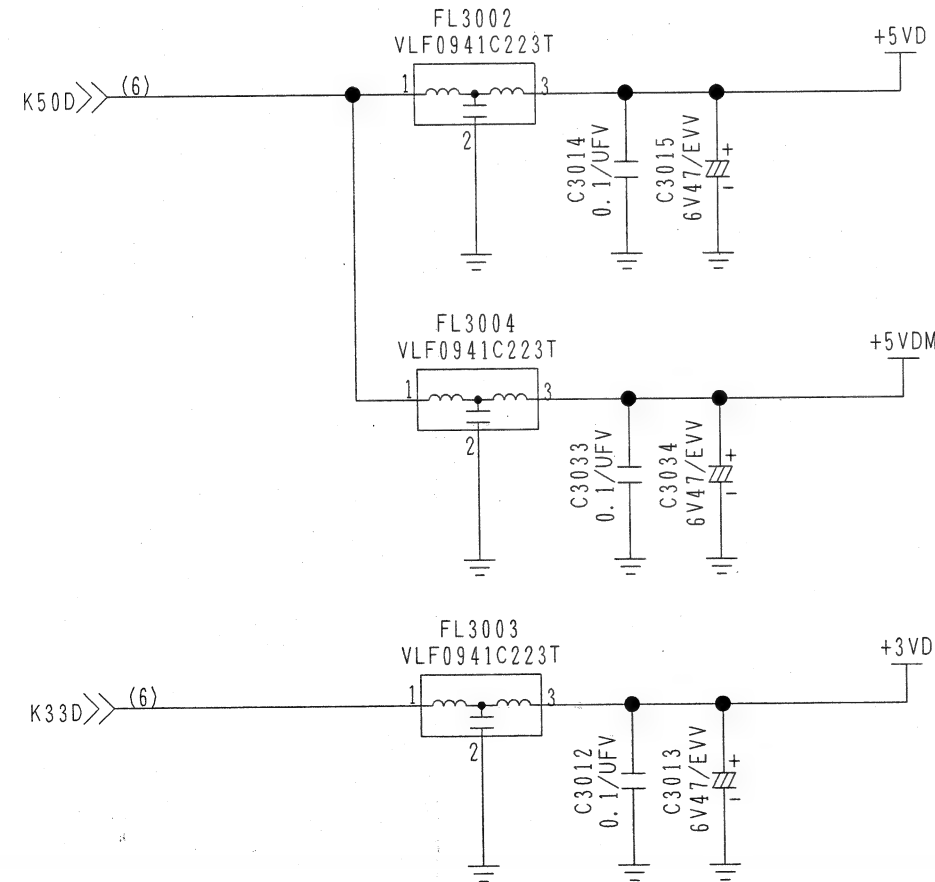 FL3002
VLF0941C223T
+5VD
K50D
(6)
1
3
2
C3014
0.1/UFV
C3015
6V47/EVV
+
-
FL3004
VLF0941C223T
+5VDM
1
3
2
C3033
0.1/UFV
C3034
6V47/EVV
+
-
FL3003
VLF0941C223T
+3VD
K33D
(6)
1
3
2
C3012
0.1/UFV
C3013
6V47/EVV
+
-